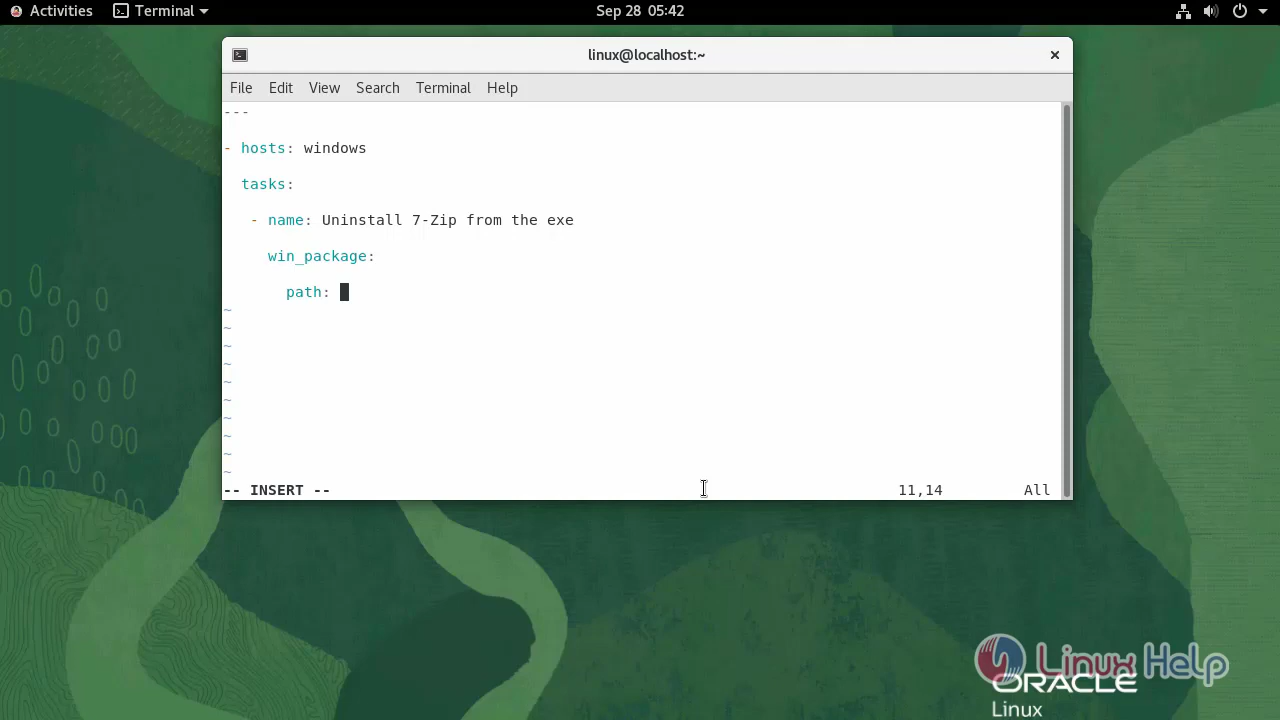 Activities Terminal Sep 28 05:42
linux@localhost:~
File Edit View Search Terminal Help
---
- hosts: windows
tasks:
- name: Uninstall 7-Zip from the exe
win_package:
path:
~
~
~
~
~
~
~
~
~
~
-- INSERT -- 11,14 All
Linux Help
ORACLE
Linux